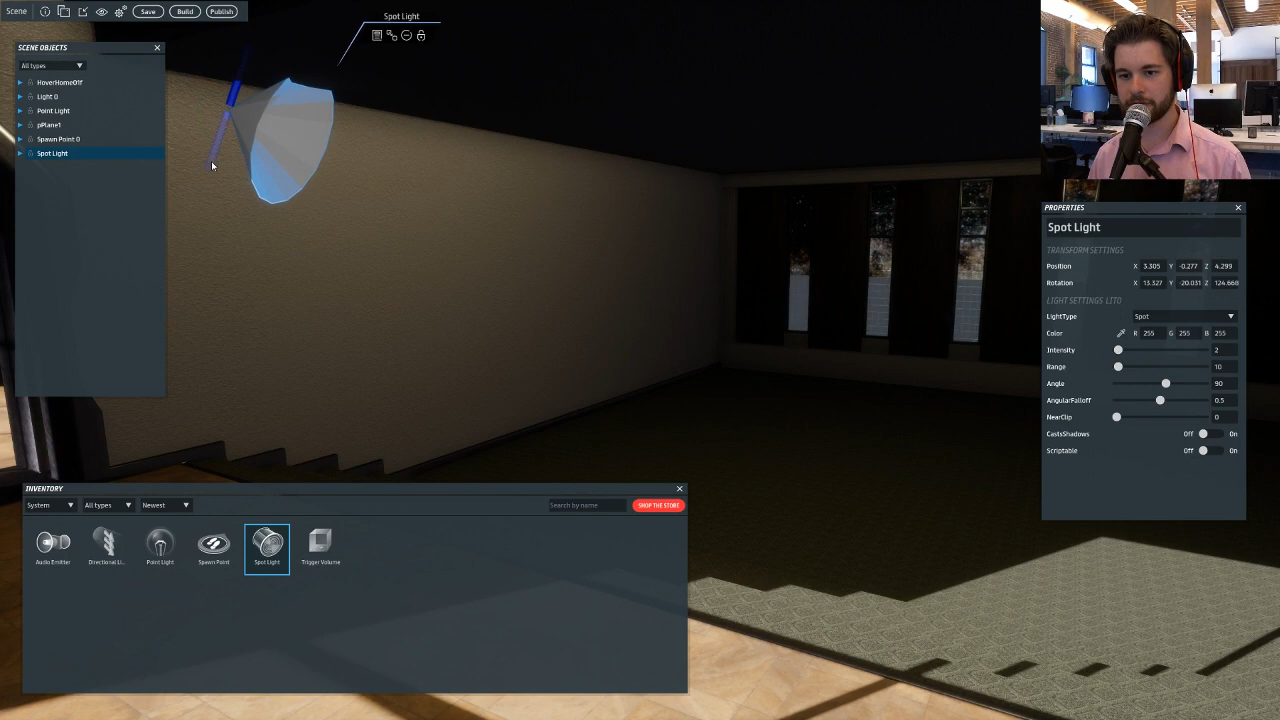 Scene Save Build Publish
Spot Light
SCENE OBJECTS
All types
HoverHome01f
Light 0
Point Light
pPlane1
Spawn Point 0
Spot Light
PROPERTIES
Spot Light
TRANSFORM SETTINGS
Position X 3.305 Y -0.277 Z 4.299
Rotation X 13.327 Y -20.031 Z 124.668
LIGHT SETTINGS LITO
LightType Spot
Color R 255 G 255 B 255
Intensity 2
Range 10
Angle 90
AngularFalloff 0.5
NearClip 0
CastsShadows Off On
Scriptable Off On
INVENTORY
System All types Newest Search by name SHOP THE STORE
Audio Emitter Directional Li... Point Light Spawn Point Spot Light Trigger Volume